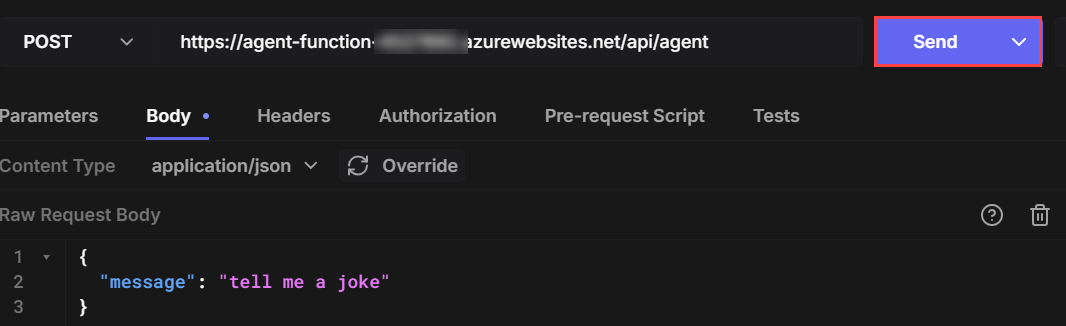 POST https://agent-function- azurewebsites.net/api/agent Send
Parameters Body Headers Authorization Pre-request Script Tests
Content Type application/json Override
Raw Request Body
1 {
2 "message": "tell me a joke"
3 }